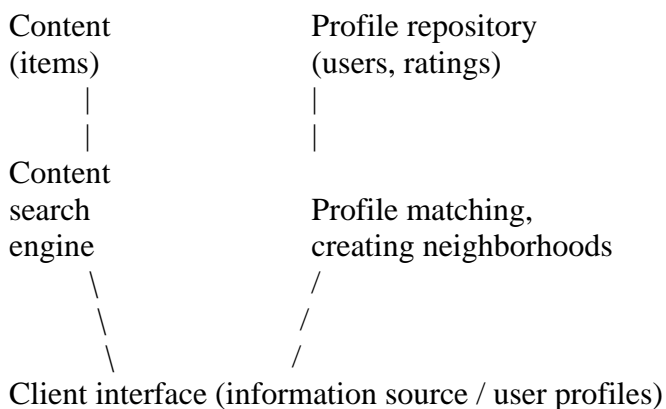 Content Profile repository
(items) (users, ratings)
| |
| |
Content
search Profile matching,
engine creating neighborhoods
\ /
\ /
\ /
Client interface (information source / user profiles)